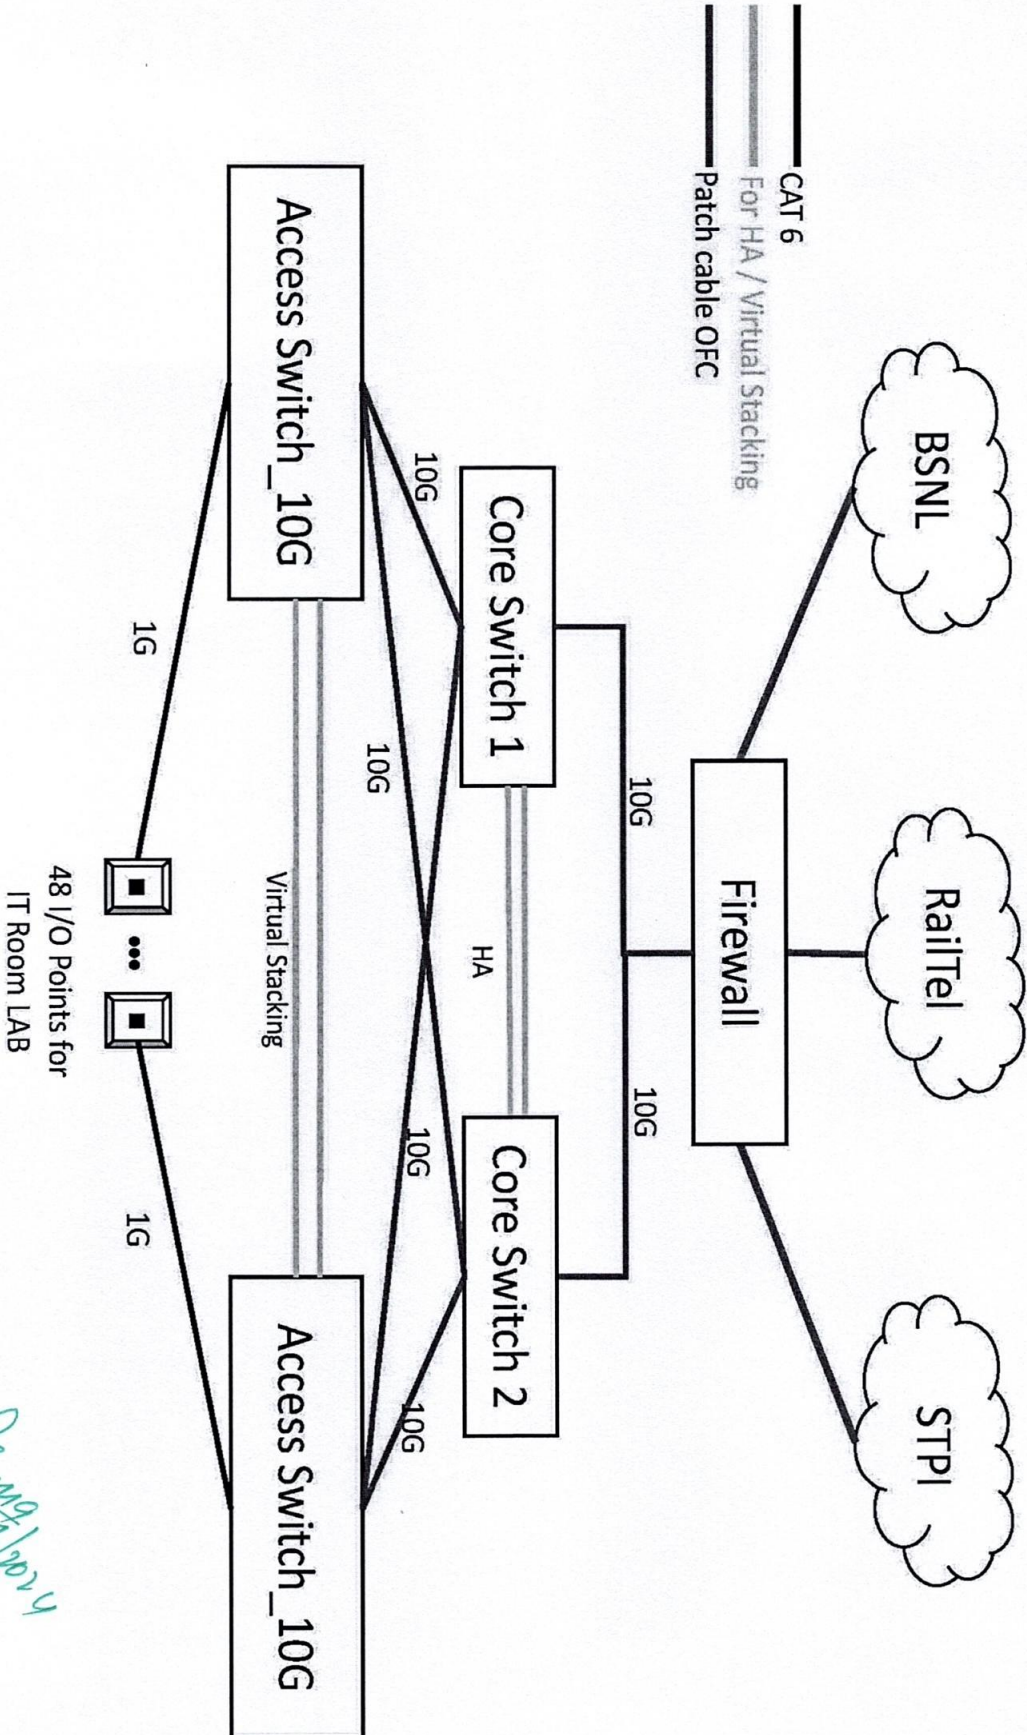 BSNL
RailTel
STPI
CAT 6
For HA / Virtual Stacking
Patch cable OFC
Firewall
10G
10G
Core Switch 1
HA
Core Switch 2
10G
10G
10G
10G
Access Switch_10G
Virtual Stacking
Access Switch_10G
1G
1G
48 I/O Points for
IT Room LAB